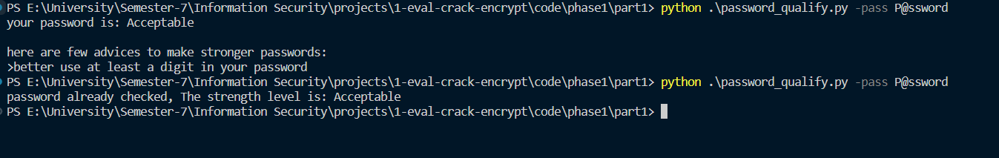 PS E:\University\Semester-7\Information Security\projects\1-eval-crack-encrypt\code\phase1\part1> python .\password_qualify.py -pass P@ssword
your password is: Acceptable
here are few advices to make stronger passwords:
>better use at least a digit in your password
PS E:\University\Semester-7\Information Security\projects\1-eval-crack-encrypt\code\phase1\part1> python .\password_qualify.py -pass P@ssword
password already checked, The strength level is: Acceptable
PS E:\University\Semester-7\Information Security\projects\1-eval-crack-encrypt\code\phase1\part1>